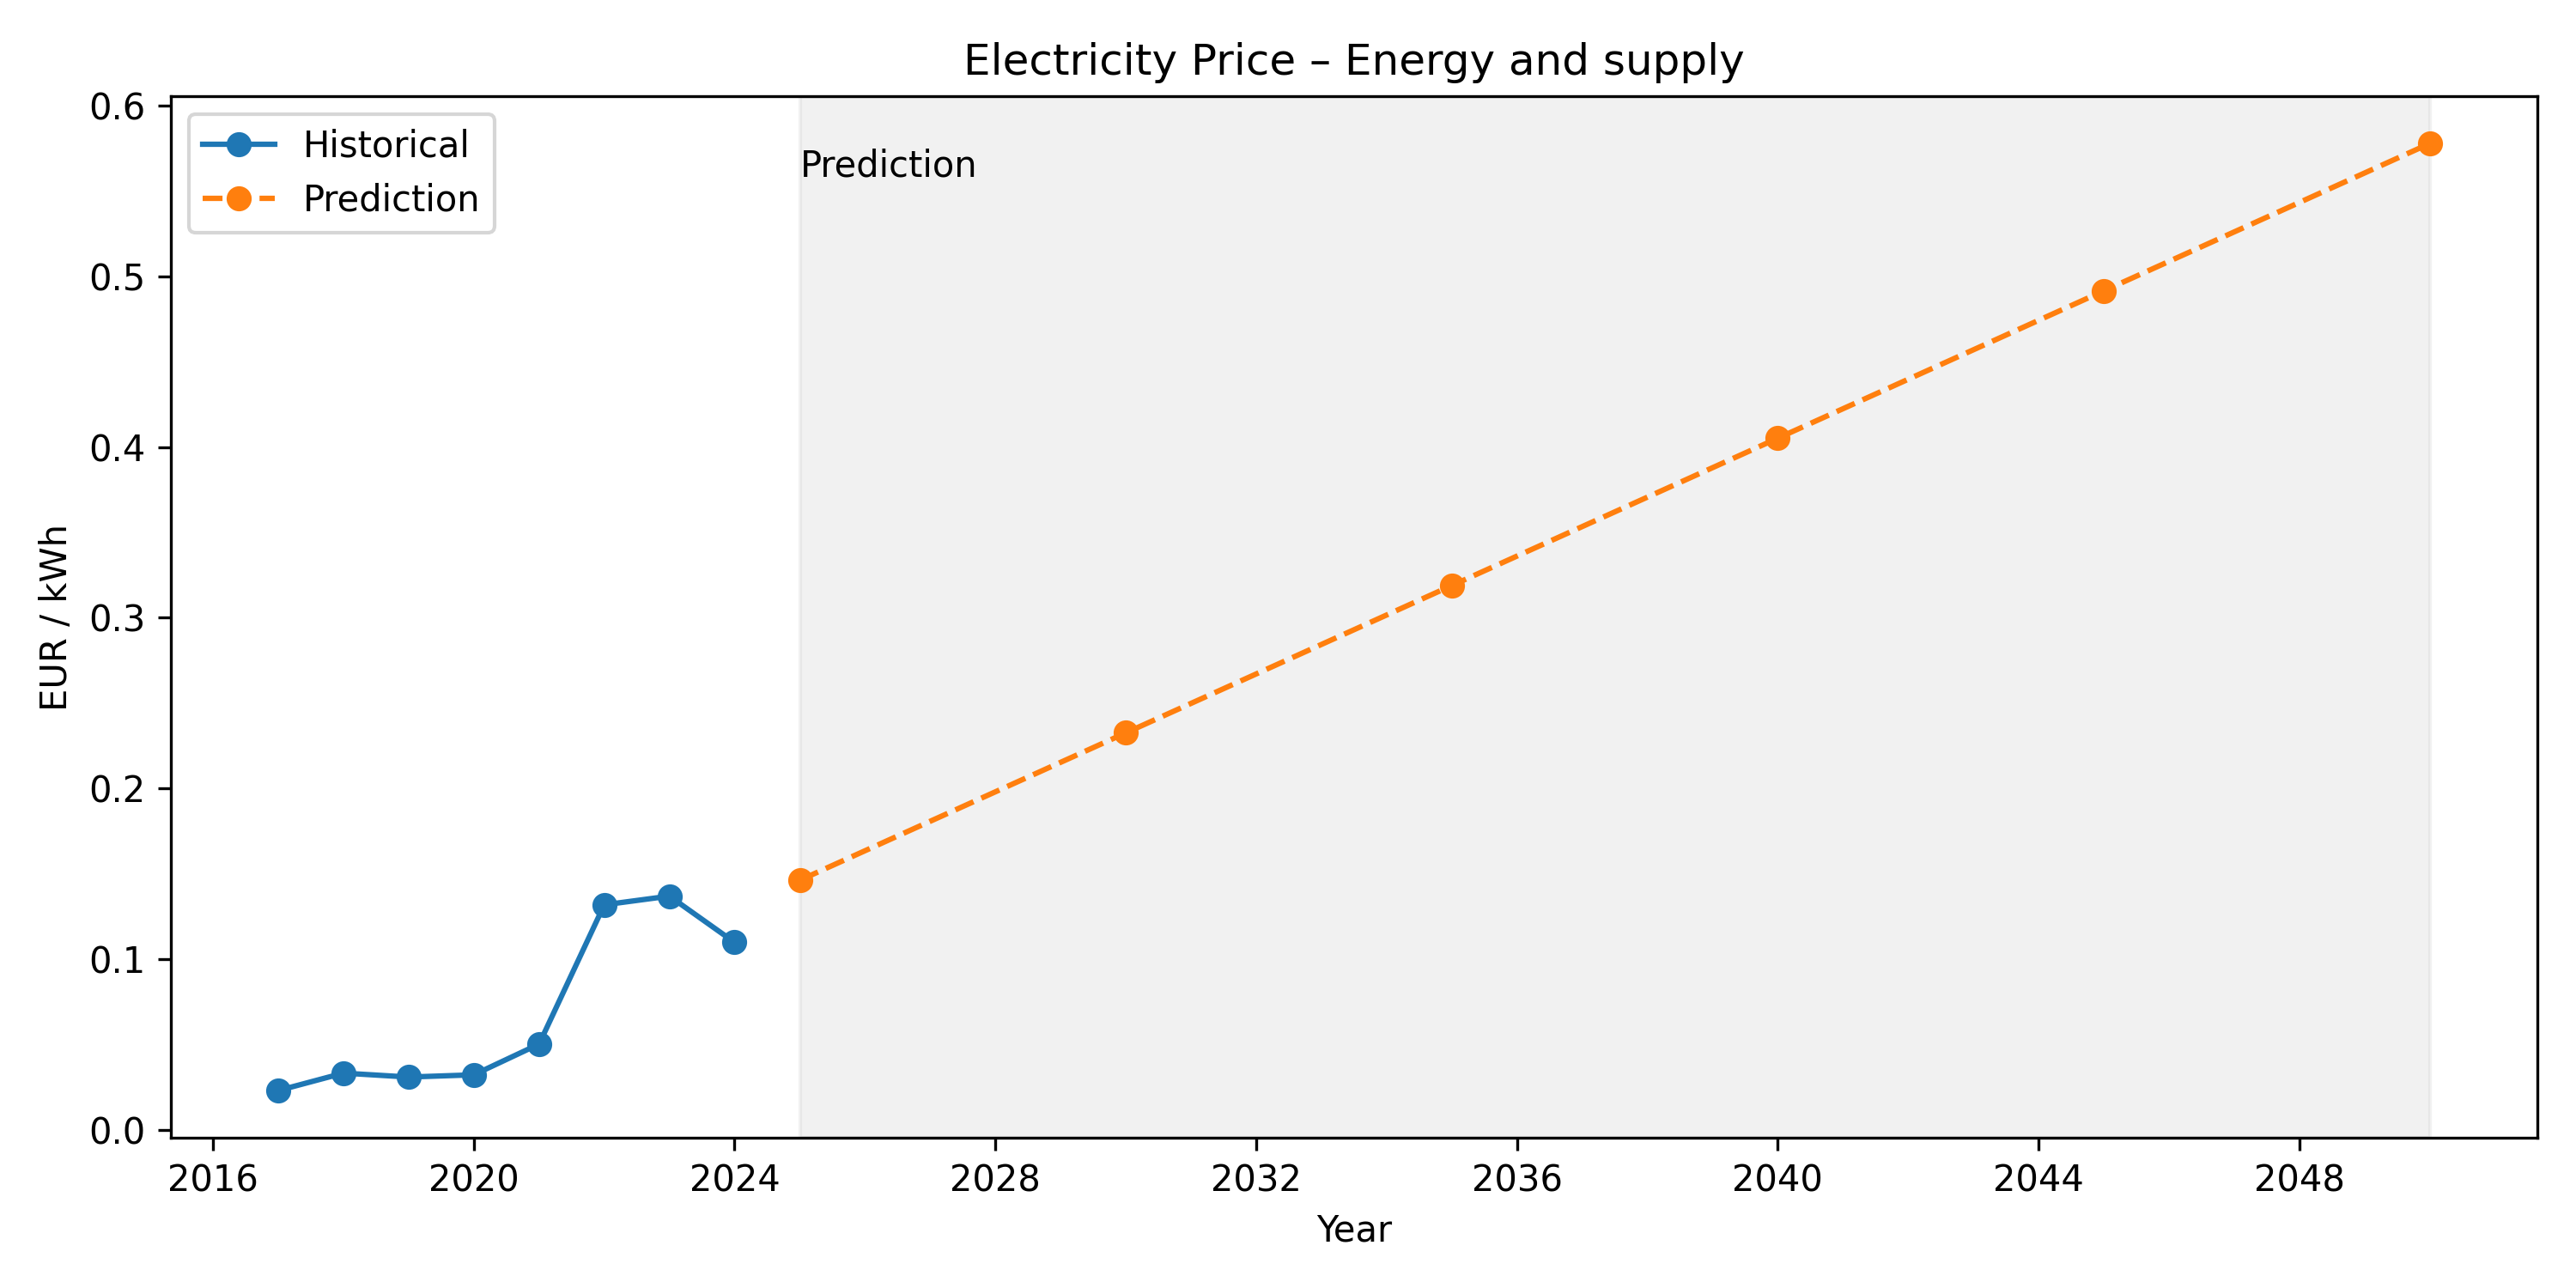 Electricity Price – Energy and supply
Historical
Prediction
Prediction
EUR / kWh
0.6
0.5
0.4
0.3
0.2
0.1
0.0
2016 2020 2024 2028 2032 2036 2040 2044 2048
Year